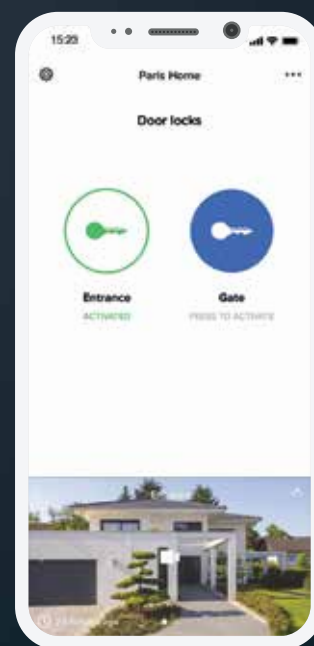 15:23
Paris Home
Door locks
Entrance
Gate
ACTIVATED
PRESS TO ACTIVATE